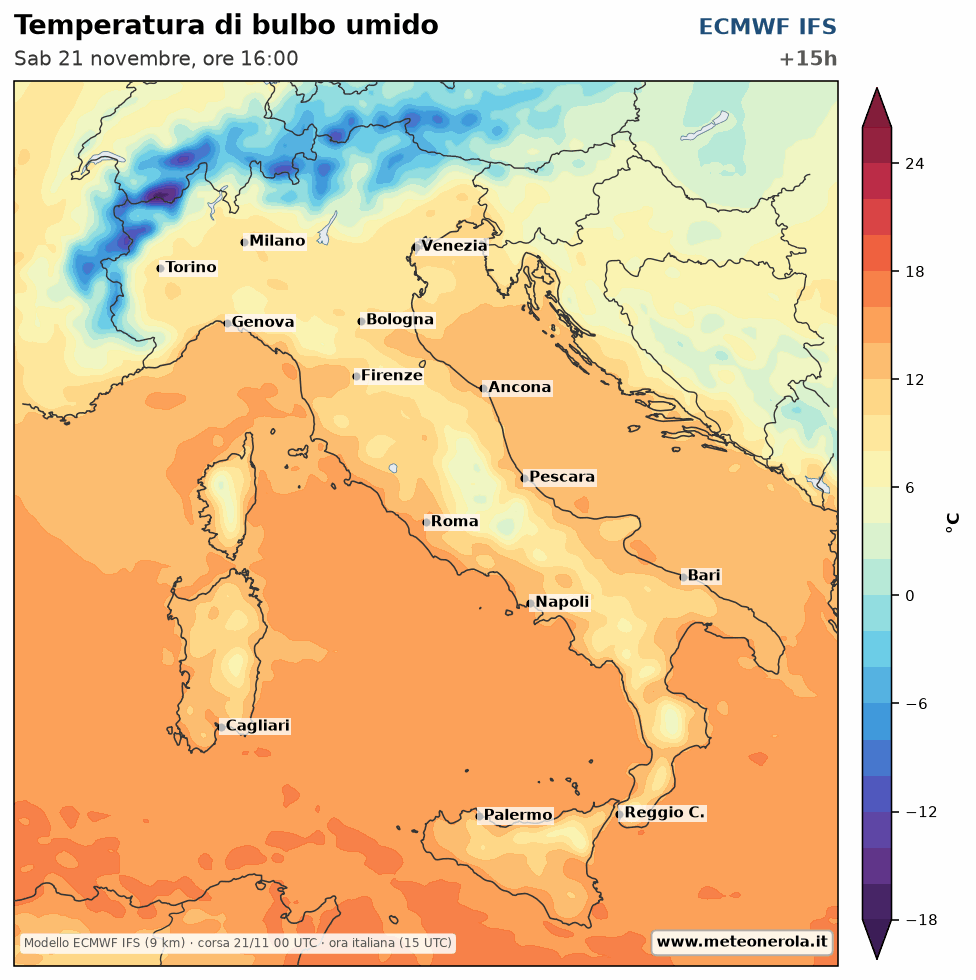 Temperatura di bulbo umido
ECMWF IFS
Sab 21 novembre, ore 16:00
+15h
Milano
Venezia
Torino
Genova
Bologna
Firenze
Ancona
Pescara
Roma
Bari
Napoli
Cagliari
Palermo
Reggio C.
24
18
12
6
0
−6
−12
−18
°C
Modello ECMWF IFS (9 km) · corsa 21/11 00 UTC · ora italiana (15 UTC)
www.meteonerola.it